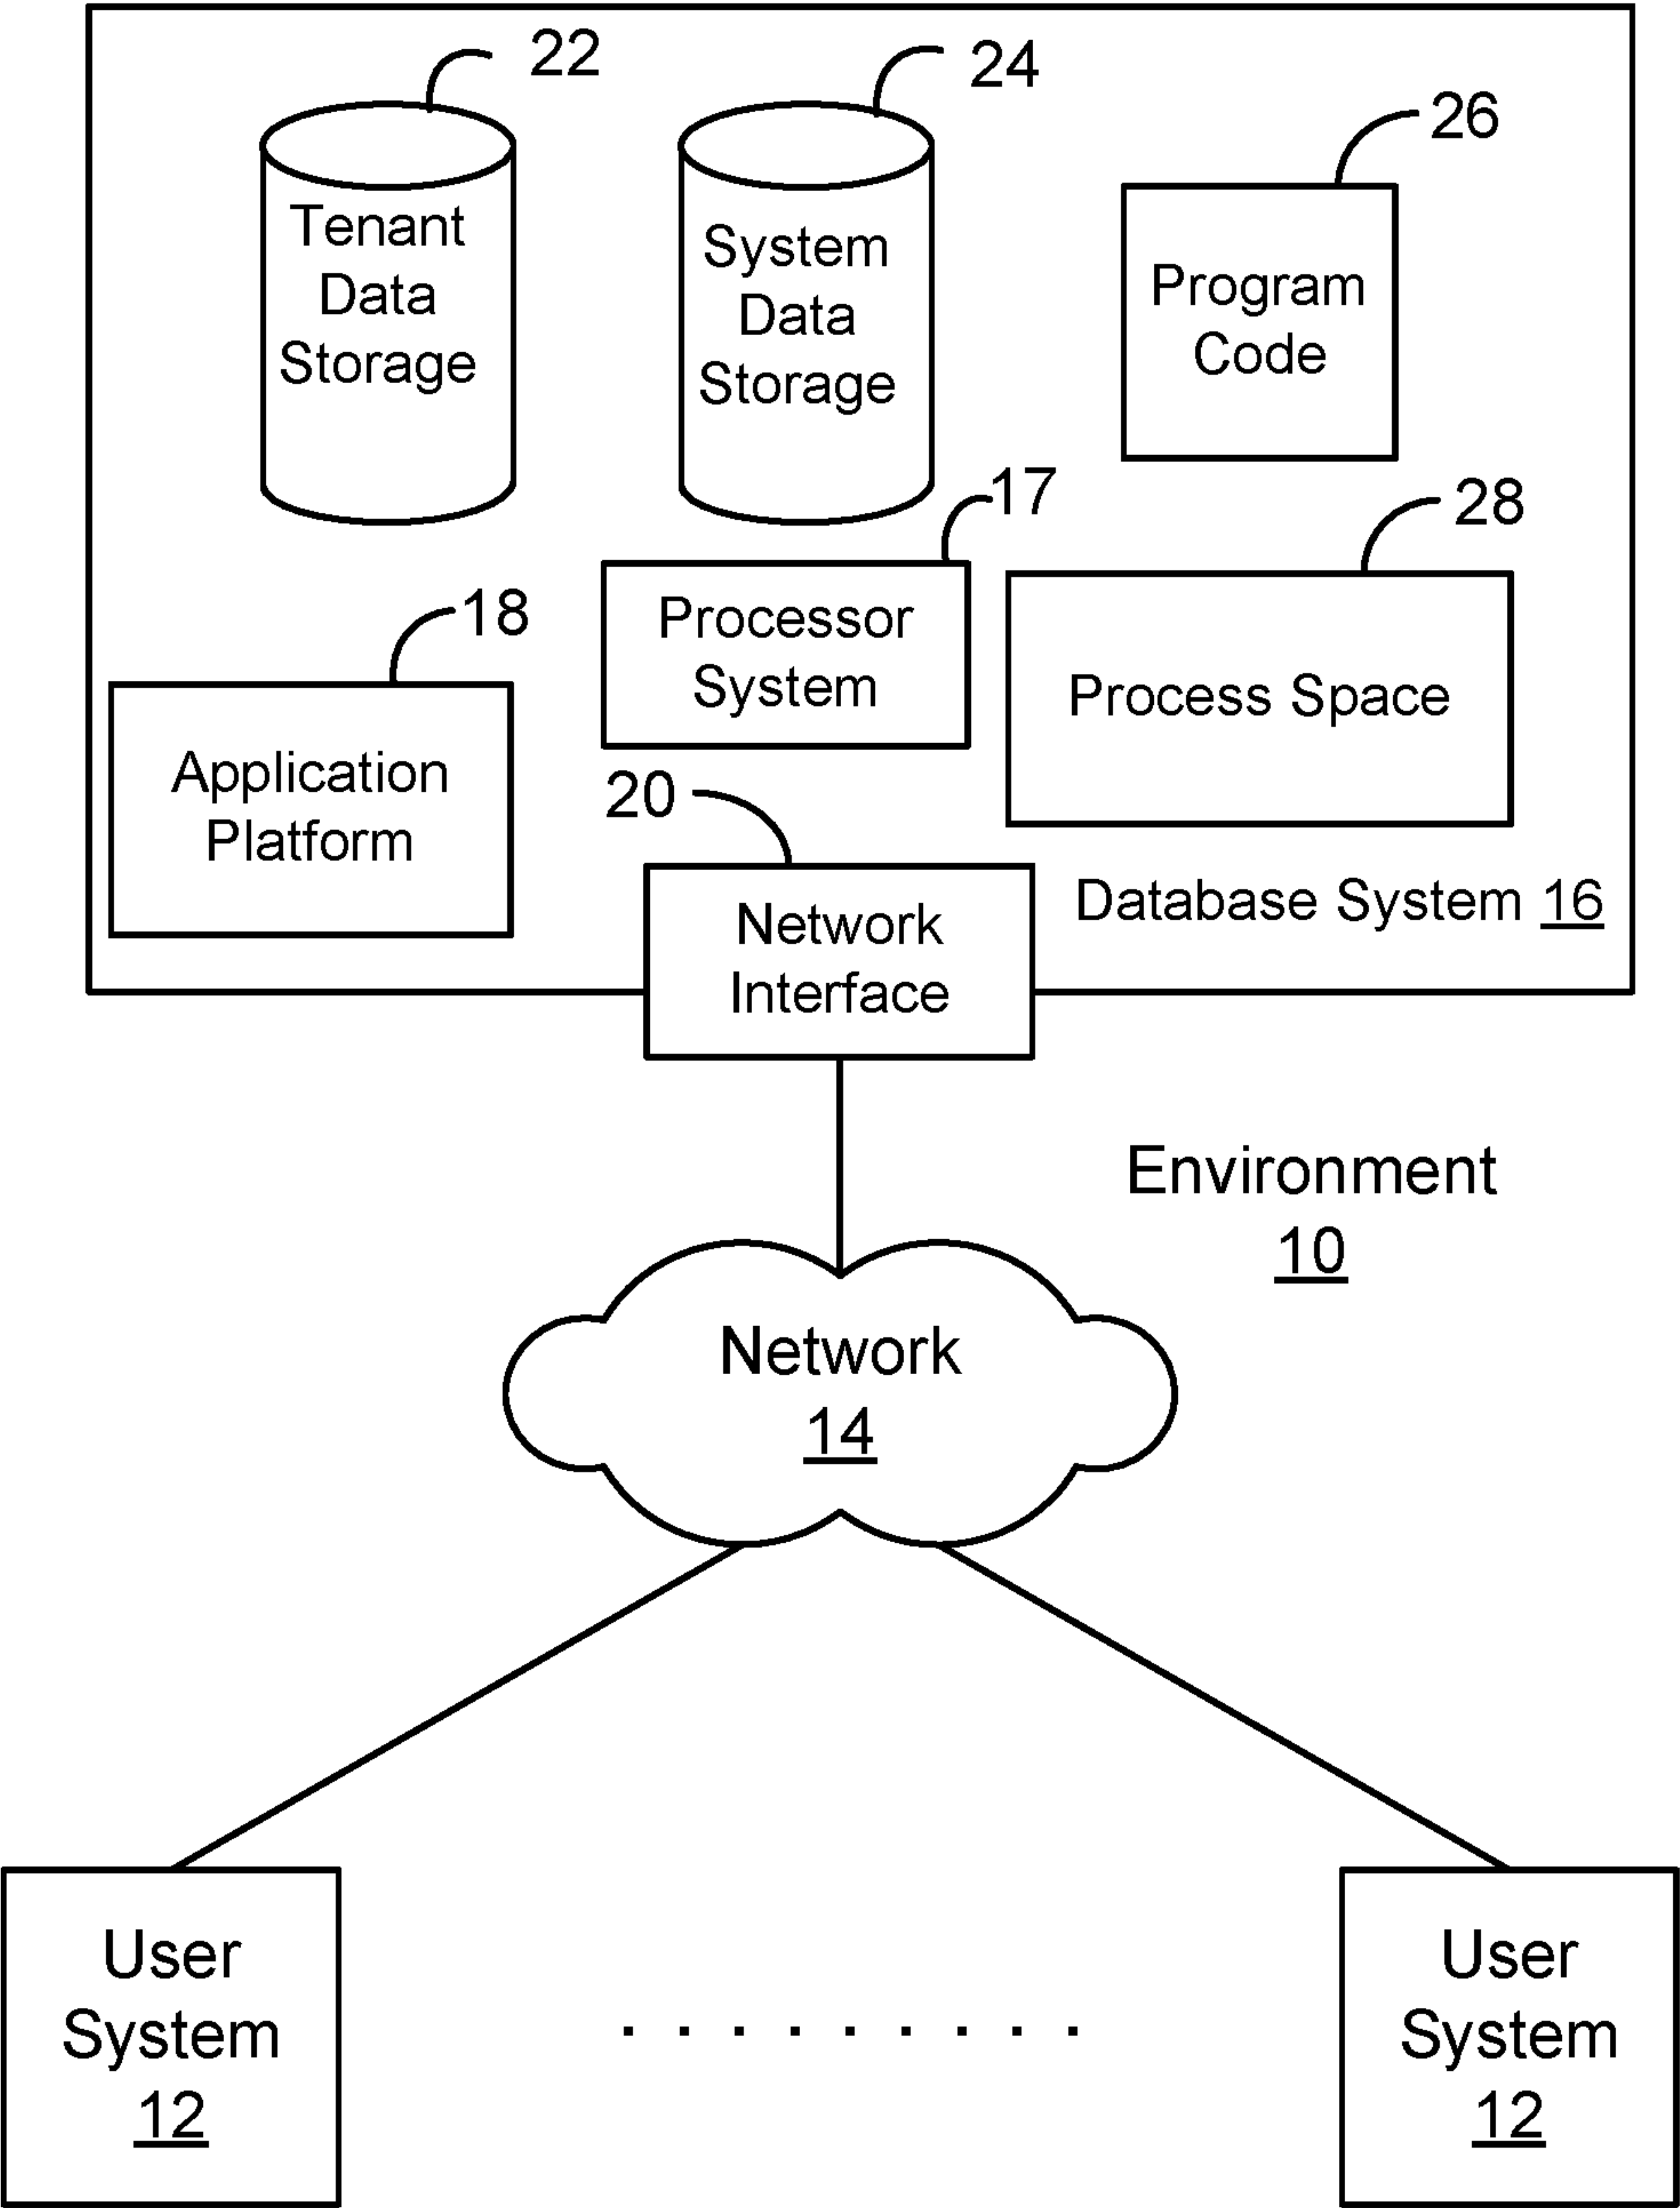 22
24
26
Tenant
Data
Storage
System
Data
Storage
Program
Code
17
28
18
Processor
System
Process Space
Application
Platform
20
Database System 16
Network
Interface
Environment
10
Network
14
User
System
12
. . . . . . . . .
User
System
12